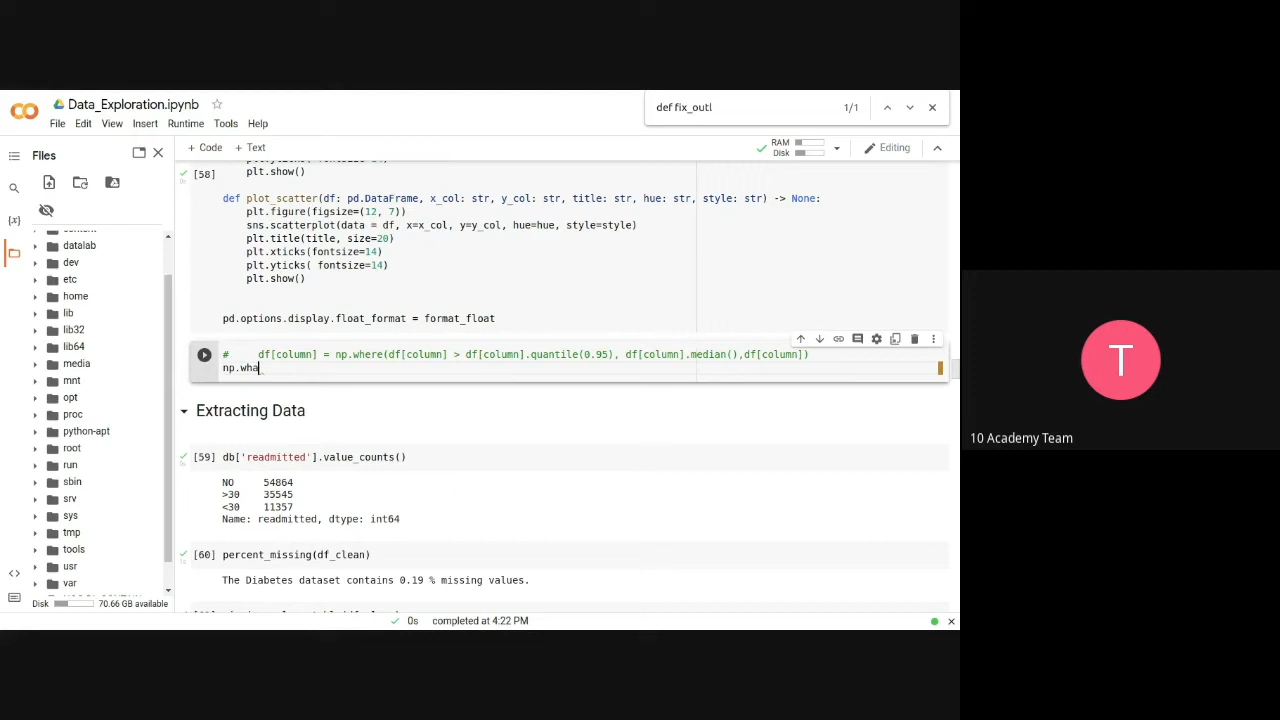 Data_Exploration.ipynb
File Edit View Insert Runtime Tools Help
def fix_outl 1/1
+ Code + Text
RAM
Disk
Editing
Files
datalab
dev
etc
home
lib
lib32
lib64
media
mnt
opt
proc
python-apt
root
run
sbin
srv
sys
tmp
tools
usr
var
Disk 70.66 GB available
plt.show()
[58]
def plot_scatter(df: pd.DataFrame, x_col: str, y_col: str, title: str, hue: str, style: str) -> None:
plt.figure(figsize=(12, 7))
sns.scatterplot(data = df, x=x_col, y=y_col, hue=hue, style=style)
plt.title(title, size=20)
plt.xticks(fontsize=14)
plt.yticks( fontsize=14)
plt.show()
pd.options.display.float_format = format_float
# df[column] = np.where(df[column] > df[column].quantile(0.95), df[column].median(),df[column])
np.wha
Extracting Data
[59] db['readmitted'].value_counts()
NO 54864
>30 35545
<30 11357
Name: readmitted, dtype: int64
[60] percent_missing(df_clean)
The Diabetes dataset contains 0.19 % missing values.
0s completed at 4:22 PM
T
10 Academy Team